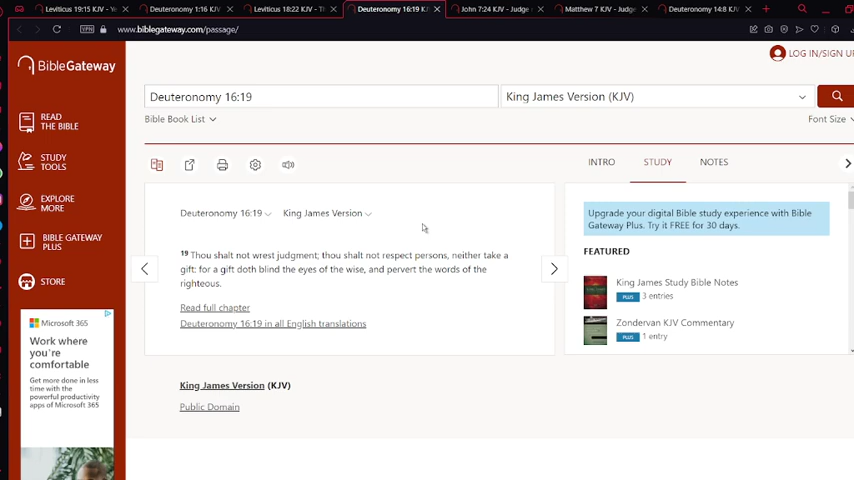 Leviticus 19:15 KJV - Ye
Deuteronomy 1:16 KJV -
Leviticus 18:22 KJV - T
Deuteronomy 16:19 KJ
John 7:24 KJV - Judge
Matthew 7 KJV - Judge
Deuteronomy 14:8 KJV -
VPN
www.biblegateway.com/passage/
BibleGateway
LOG IN/SIGN UP
Deuteronomy 16:19
King James Version (KJV)
Bible Book List
Font Size
READ
THE BIBLE
STUDY
TOOLS
EXPLORE
MORE
BIBLE GATEWAY
PLUS
STORE
INTRO
STUDY
NOTES
Deuteronomy 16:19
King James Version
19 Thou shalt not wrest judgment; thou shalt not respect persons, neither take a
gift: for a gift doth blind the eyes of the wise, and pervert the words of the
righteous.
Read full chapter
Deuteronomy 16:19 in all English translations
Upgrade your digital Bible study experience with Bible
Gateway Plus. Try it FREE for 30 days.
FEATURED
King James Study Bible Notes
PLUS 3 entries
Zondervan KJV Commentary
PLUS 1 entry
King James Version (KJV)
Public Domain
Microsoft 365
Work where
you're
comfortable
Get more done in less
time with the
powerful productivity
apps of Microsoft 365